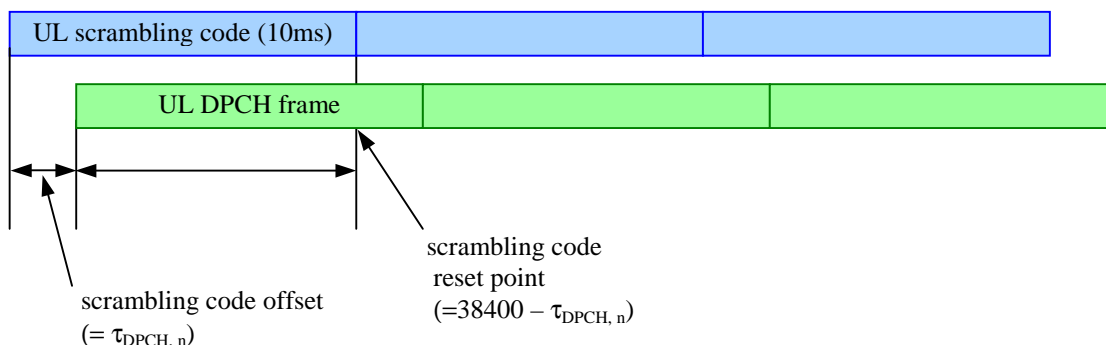 UL scrambling code (10ms)
UL DPCH frame
scrambling code
reset point
(=38400 – τDPCH, n)
scrambling code offset
(= τDPCH, n)